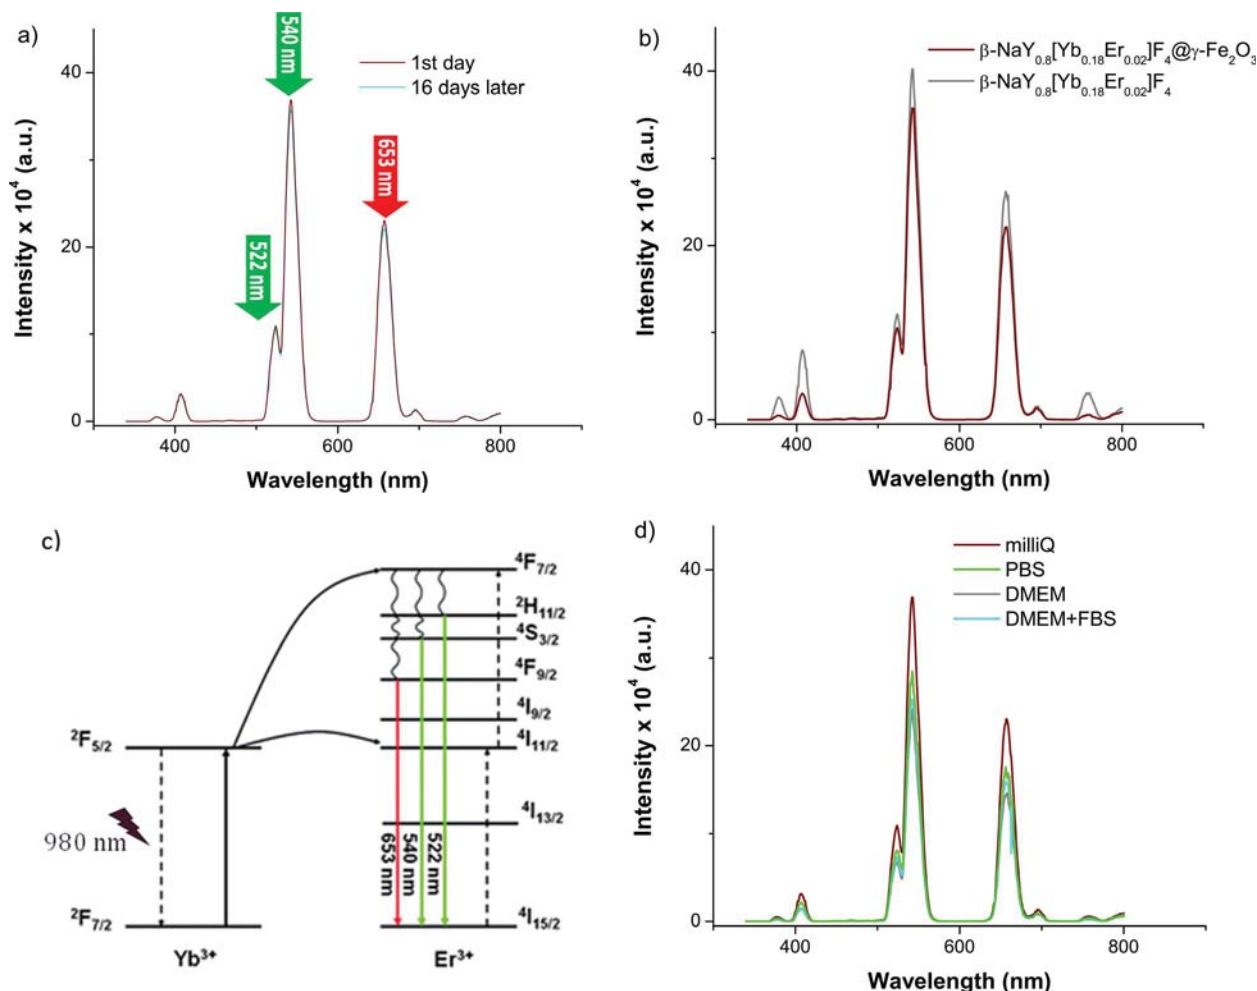 a)
540 nm
653 nm
522 nm
1st day
16 days later
40
20
0
400
600
800
Intensity x 10⁴ (a.u.)
Wavelength (nm)
b)
β-NaY₀.₈[Yb₀.₁₈Er₀.₀₂]F₄@γ-Fe₂O₃
β-NaY₀.₈[Yb₀.₁₈Er₀.₀₂]F₄
40
20
0
400
600
800
Intensity x 10⁴ (a.u.)
Wavelength (nm)
c)
⁴F₇/₂
²H₁₁/₂
⁴S₃/₂
⁴F₉/₂
⁴I₉/₂
²F₅/₂
⁴I₁₁/₂
⁴I₁₃/₂
980 nm
653 nm
540 nm
522 nm
²F₇/₂
⁴I₁₅/₂
Yb³⁺
Er³⁺
d)
milliQ
PBS
DMEM
DMEM+FBS
40
20
0
400
600
800
Intensity x 10⁴ (a.u.)
Wavelength (nm)